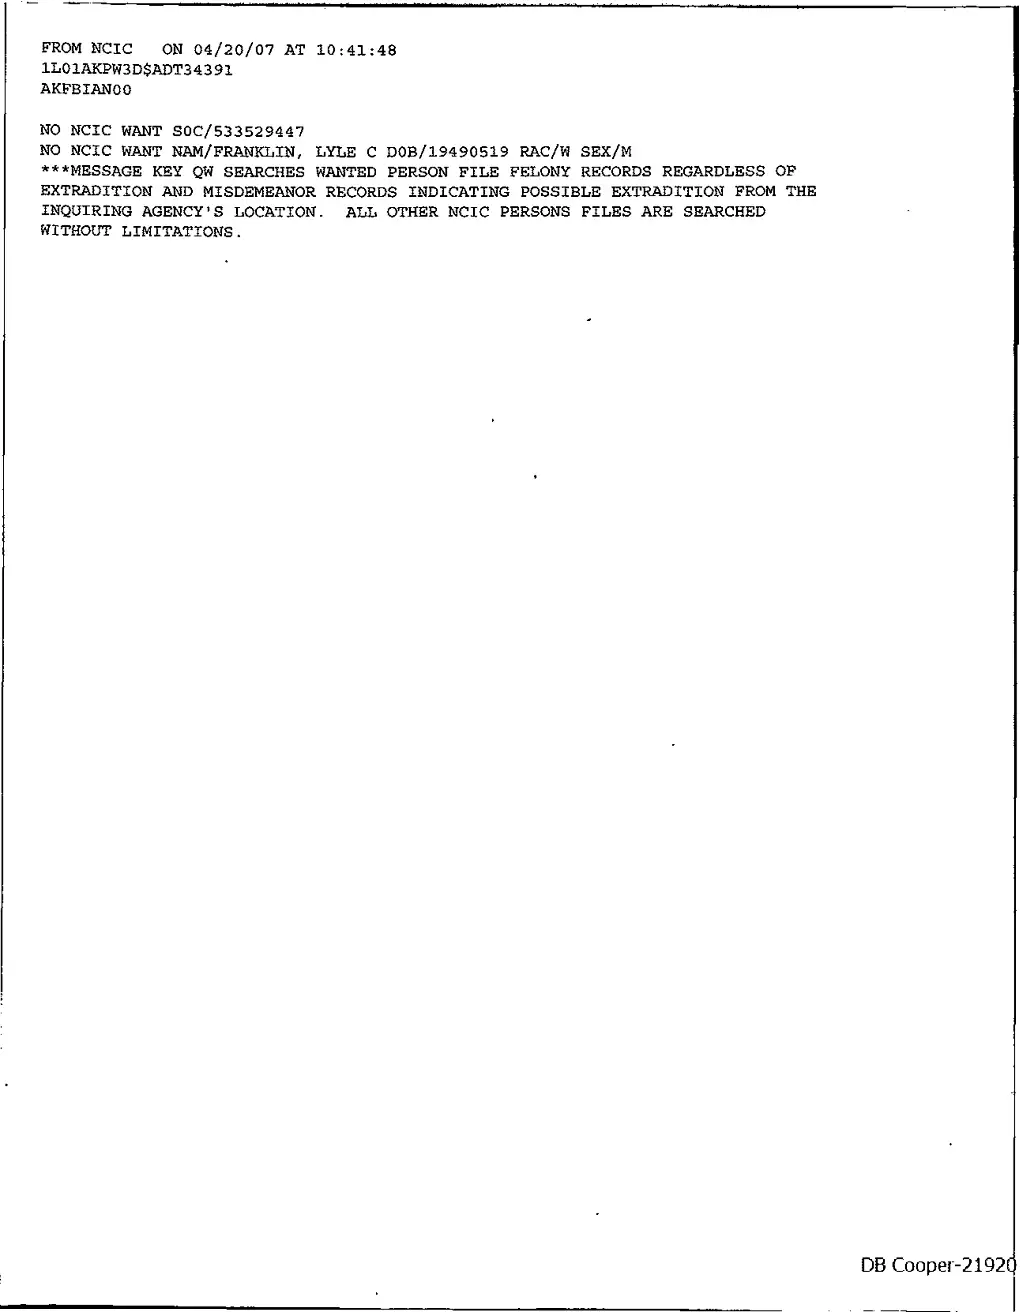 FROM NCIC   ON 04/20/07 AT 10:41:48
1L01AKPW3D$ADT34391
AKFBIAN00
NO NCIC WANT SOC/533529447
NO NCIC WANT NAM/FRANKLIN, LYLE C DOB/19490519 RAC/W SEX/M
***MESSAGE KEY QW SEARCHES WANTED PERSON FILE FELONY RECORDS REGARDLESS OF
EXTRADITION AND MISDEMEANOR RECORDS INDICATING POSSIBLE EXTRADITION FROM THE
INQUIRING AGENCY'S LOCATION.  ALL OTHER NCIC PERSONS FILES ARE SEARCHED
WITHOUT LIMITATIONS.
DB Cooper-21920